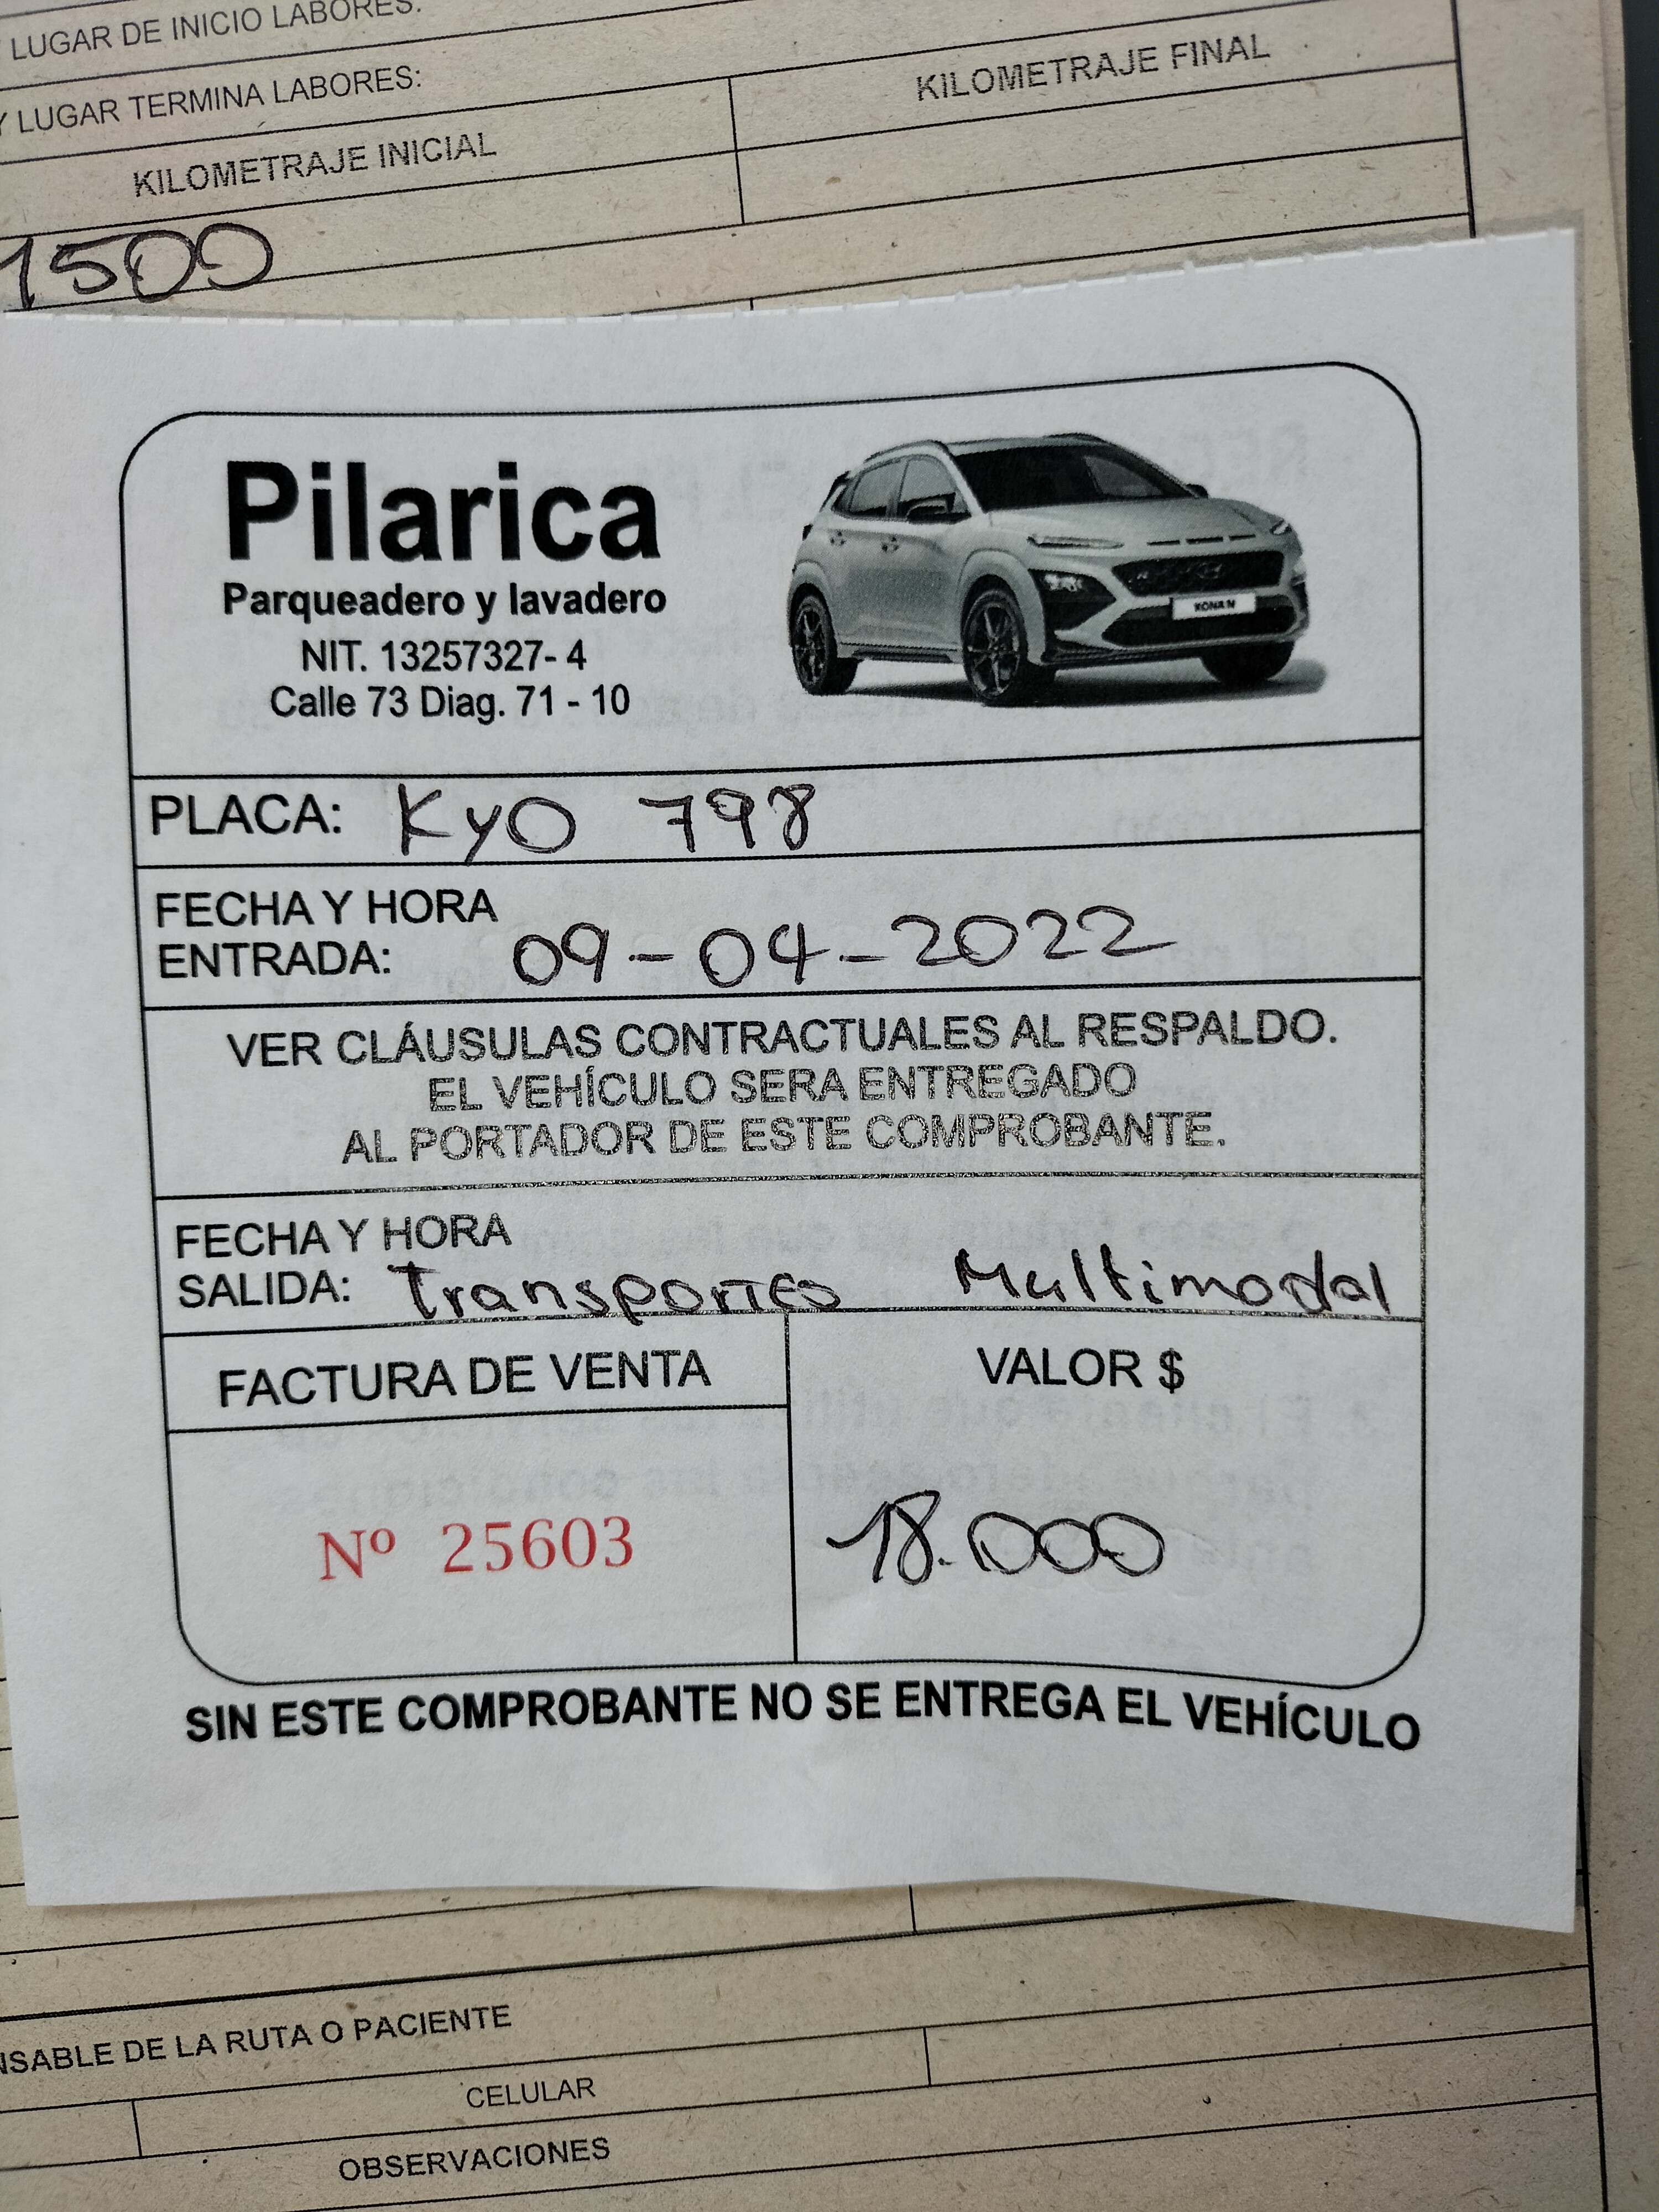 LUGAR DE INICIO LABORES:
Y LUGAR TERMINA LABORES:
KILOMETRAJE INICIAL
KILOMETRAJE FINAL
1500
Pilarica
Parqueadero y lavadero
NIT. 13257327- 4
Calle 73 Diag. 71 - 10
KONA N
PLACA: KyO 798
FECHA Y HORA
ENTRADA: 09-04-2022
VER CLÁUSULAS CONTRACTUALES AL RESPALDO.
EL VEHÍCULO SERA ENTREGADO
AL PORTADOR DE ESTE COMPROBANTE.
FECHA Y HORA
SALIDA: Transportes Multimodal
FACTURA DE VENTA
VALOR $
Nº 25603
18.000
SIN ESTE COMPROBANTE NO SE ENTREGA EL VEHÍCULO
NSABLE DE LA RUTA O PACIENTE
CELULAR
OBSERVACIONES